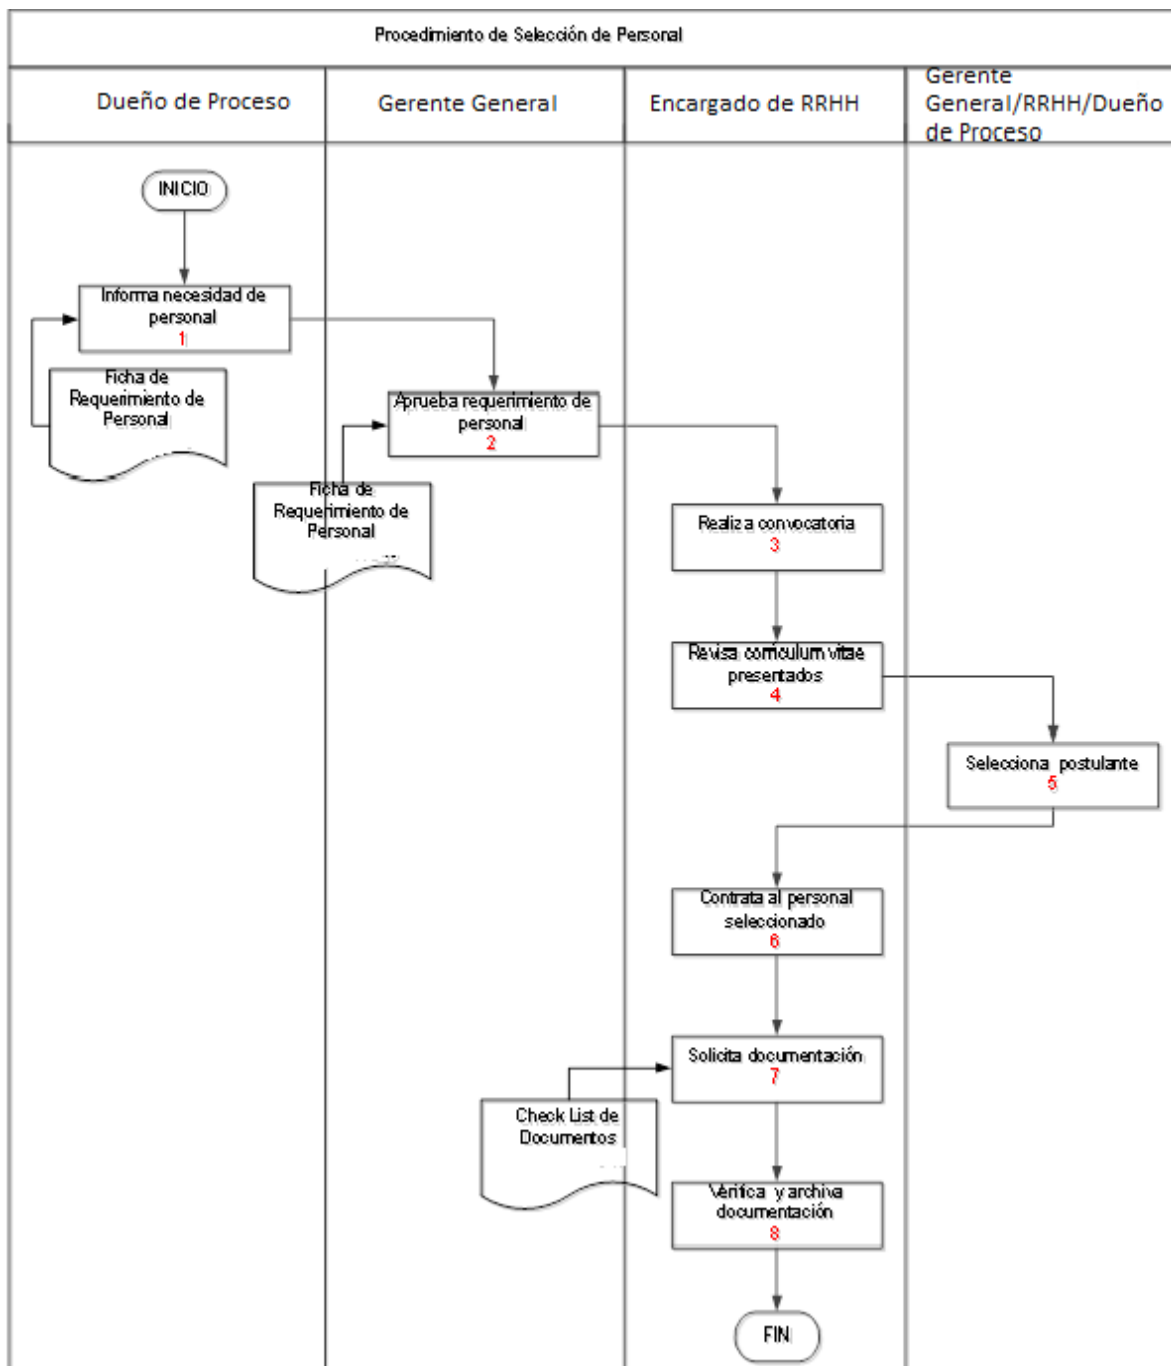 Procedimiento de Selección de Personal
Dueño de Proceso
Gerente General
Encargado de RRHH
Gerente
General/RRHH/Dueño
de Proceso
INICIO
Informa necesidad de
personal
1
Ficha de
Requerimiento de
Personal
Aprueba requerimiento de
personal
2
Ficha de
Requerimiento de
Personal
Realiza convocatoria
3
Revisa curriculum vitae
presentados
4
Selecciona postulante
5
Contrata al personal
seleccionado
6
Solicita documentación
7
Check List de
Documentos
Verifica y archiva
documentación
8
FIN